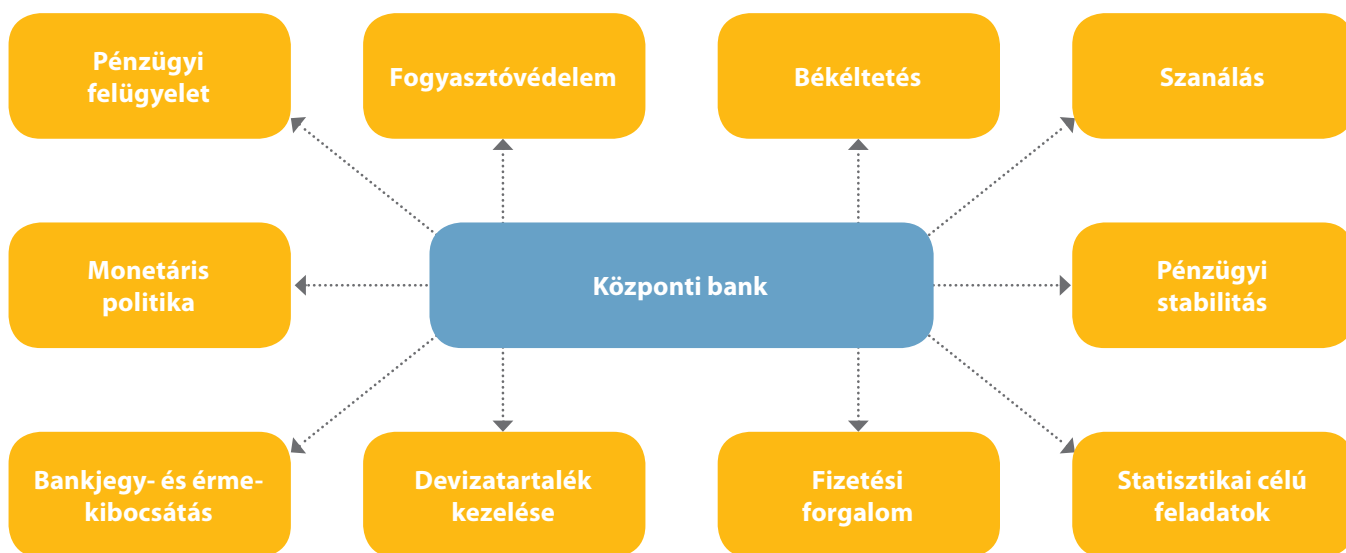 Pénzügyi
felügyelet
Fogyasztóvédelem
Békéltetés
Szanálás
Monetáris
politika
Központi bank
Pénzügyi
stabilitás
Bankjegy- és érme-
kibocsátás
Devizatartalék
kezelése
Fizetési
forgalom
Statisztikai célú
feladatok